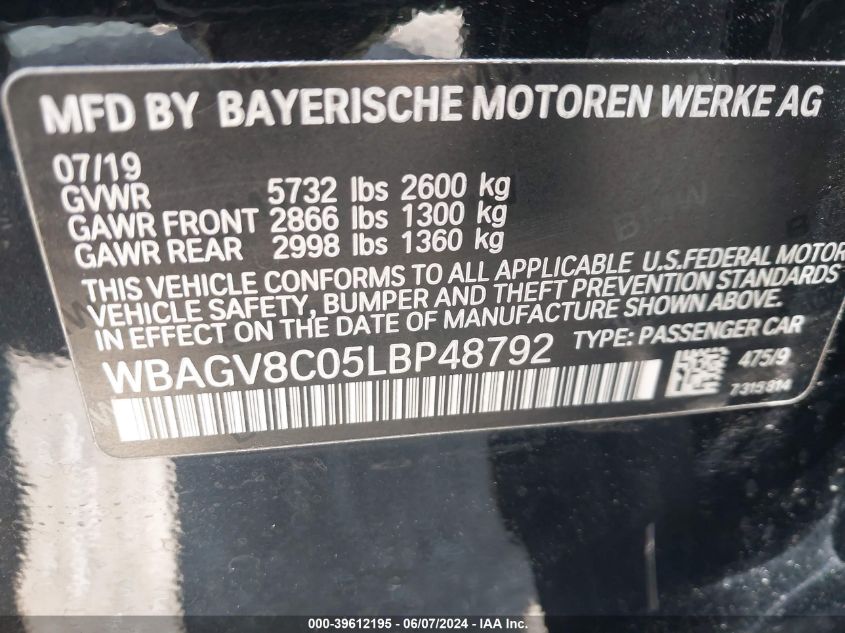 MFD BY BAYERISCHE MOTOREN WERKE AG
07/19
GVWR 5732 lbs 2600 kg
GAWR FRONT 2866 lbs 1300 kg
GAWR REAR 2998 lbs 1360 kg
THIS VEHICLE CONFORMS TO ALL APPLICABLE U.S.FEDERAL MOTOR
VEHICLE SAFETY, BUMPER AND THEFT PREVENTION STANDARDS
IN EFFECT ON THE DATE OF MANUFACTURE SHOWN ABOVE.
WBAGV8C05LBP48792 TYPE: PASSENGER CAR
475/9
7315814
000-39612195 - 06/07/2024 - IAA Inc.